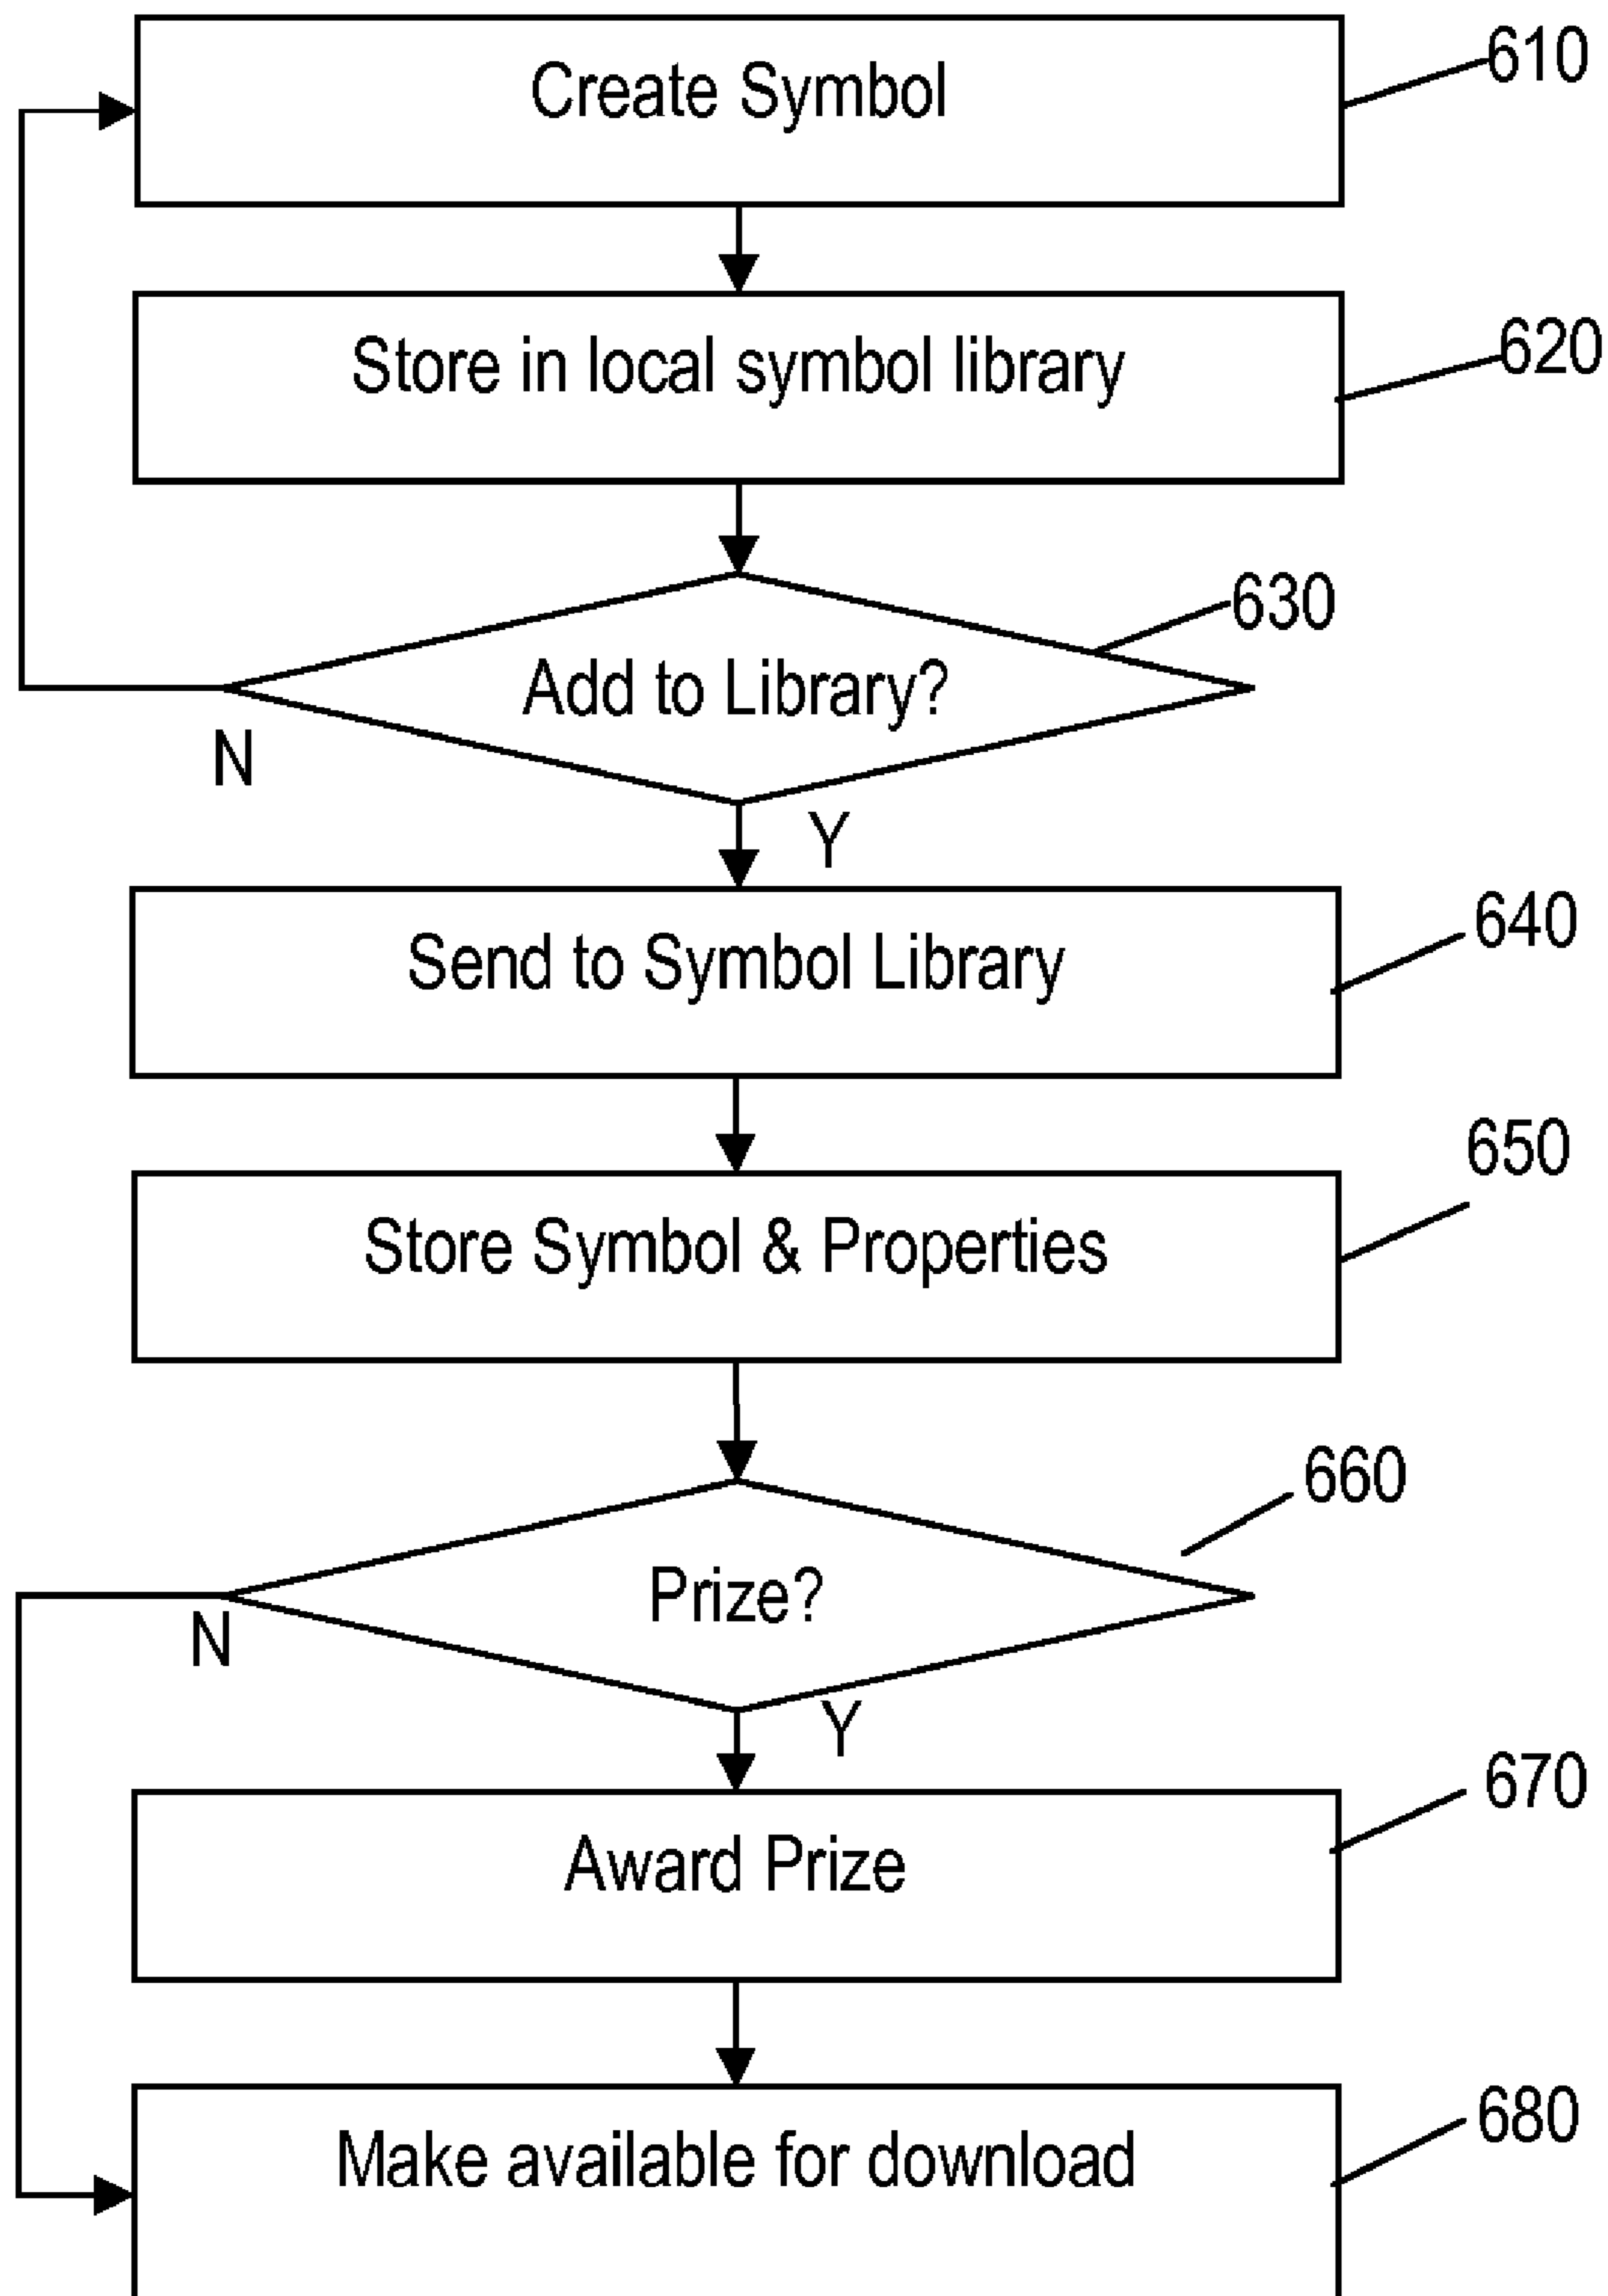 Create Symbol
610
Store in local symbol library
620
630
Add to Library?
N
Y
Send to Symbol Library
640
650
Store Symbol & Properties
660
Prize?
N
Y
670
Award Prize
680
Make available for download